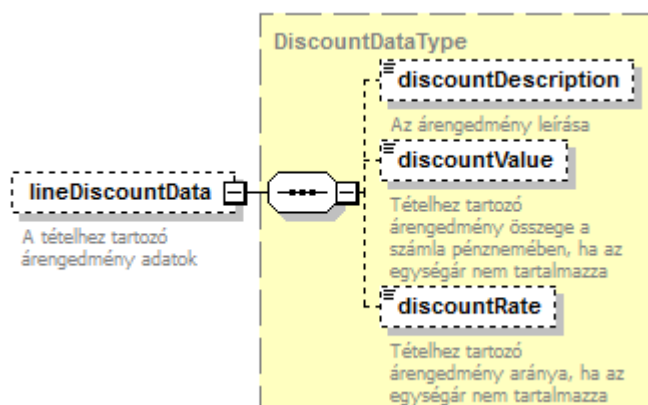 DiscountDataType
discountDescription
Az árengedmény leírása
discountValue
Tételhez tartozó
árengedmény összege a
számla pénznemében, ha az
egységár nem tartalmazza
lineDiscountData
A tételhez tartozó
árengedmény adatok
discountRate
Tételhez tartozó
árengedmény aránya, ha az
egységár nem tartalmazza